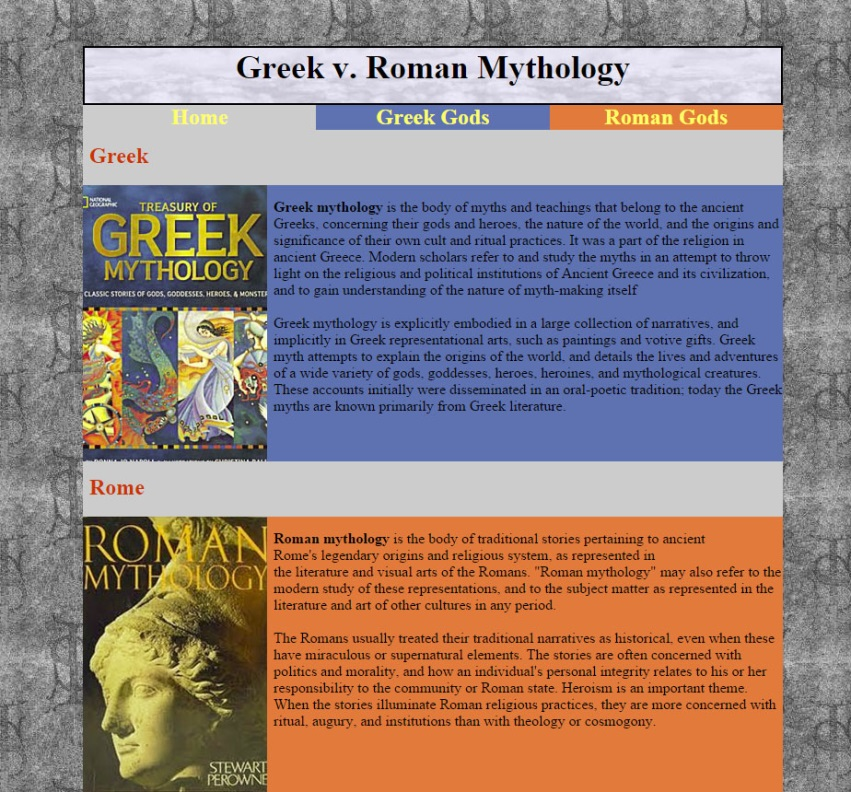 Greek v. Roman Mythology
Home
Greek Gods
Roman Gods
Greek
NATIONAL
GEOGRAPHIC
TREASURY OF
GREEK
MYTHOLOGY
CLASSIC STORIES OF GODS, GODDESSES, HEROES, & MONSTE
Greek mythology is the body of myths and teachings that belong to the ancient
Greeks, concerning their gods and heroes, the nature of the world, and the origins and
significance of their own cult and ritual practices. It was a part of the religion in
ancient Greece. Modern scholars refer to and study the myths in an attempt to throw
light on the religious and political institutions of Ancient Greece and its civilization,
and to gain understanding of the nature of myth-making itself
Greek mythology is explicitly embodied in a large collection of narratives, and
implicitly in Greek representational arts, such as paintings and votive gifts. Greek
myth attempts to explain the origins of the world, and details the lives and adventures
of a wide variety of gods, goddesses, heroes, heroines, and mythological creatures.
These accounts initially were disseminated in an oral-poetic tradition; today the Greek
myths are known primarily from Greek literature.
Rome
ROMAN
MYTHOLOGY
STEWART
PEROWNE
Roman mythology is the body of traditional stories pertaining to ancient
Rome's legendary origins and religious system, as represented in
the literature and visual arts of the Romans. "Roman mythology" may also refer to the
modern study of these representations, and to the subject matter as represented in the
literature and art of other cultures in any period.
The Romans usually treated their traditional narratives as historical, even when these
have miraculous or supernatural elements. The stories are often concerned with
politics and morality, and how an individual's personal integrity relates to his or her
responsibility to the community or Roman state. Heroism is an important theme.
When the stories illuminate Roman religious practices, they are more concerned with
ritual, augury, and institutions than with theology or cosmogony.